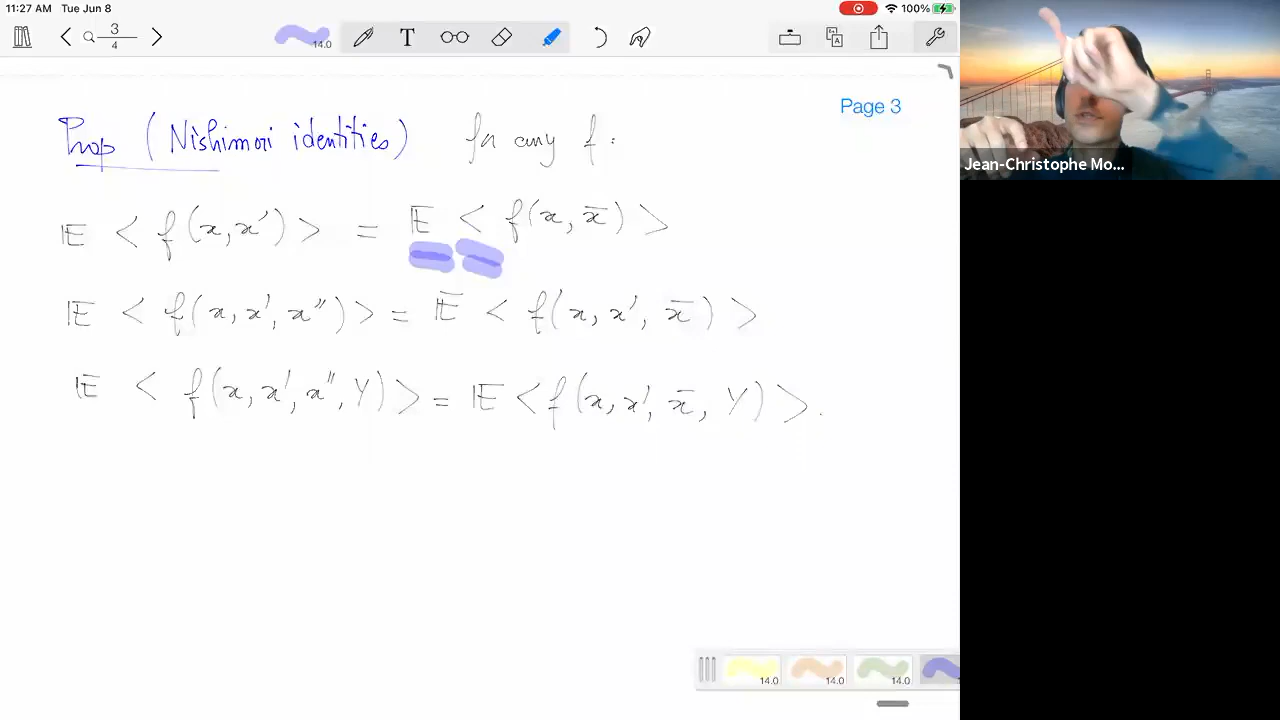 11:27 AM Tue Jun 8
100%
3
4
14.0
T
Page 3
Prop (Nishimori identities) for any f :
𝔼 < f(x, x′) > = 𝔼 < f(x, x̄) >
𝔼 < f(x, x′, x″) > = 𝔼 < f(x, x′, x̄) >
𝔼 < f(x, x′, x″, Y) > = 𝔼 < f(x, x′, x̄, Y) > .
14.0 14.0 14.0
Jean-Christophe Mo...